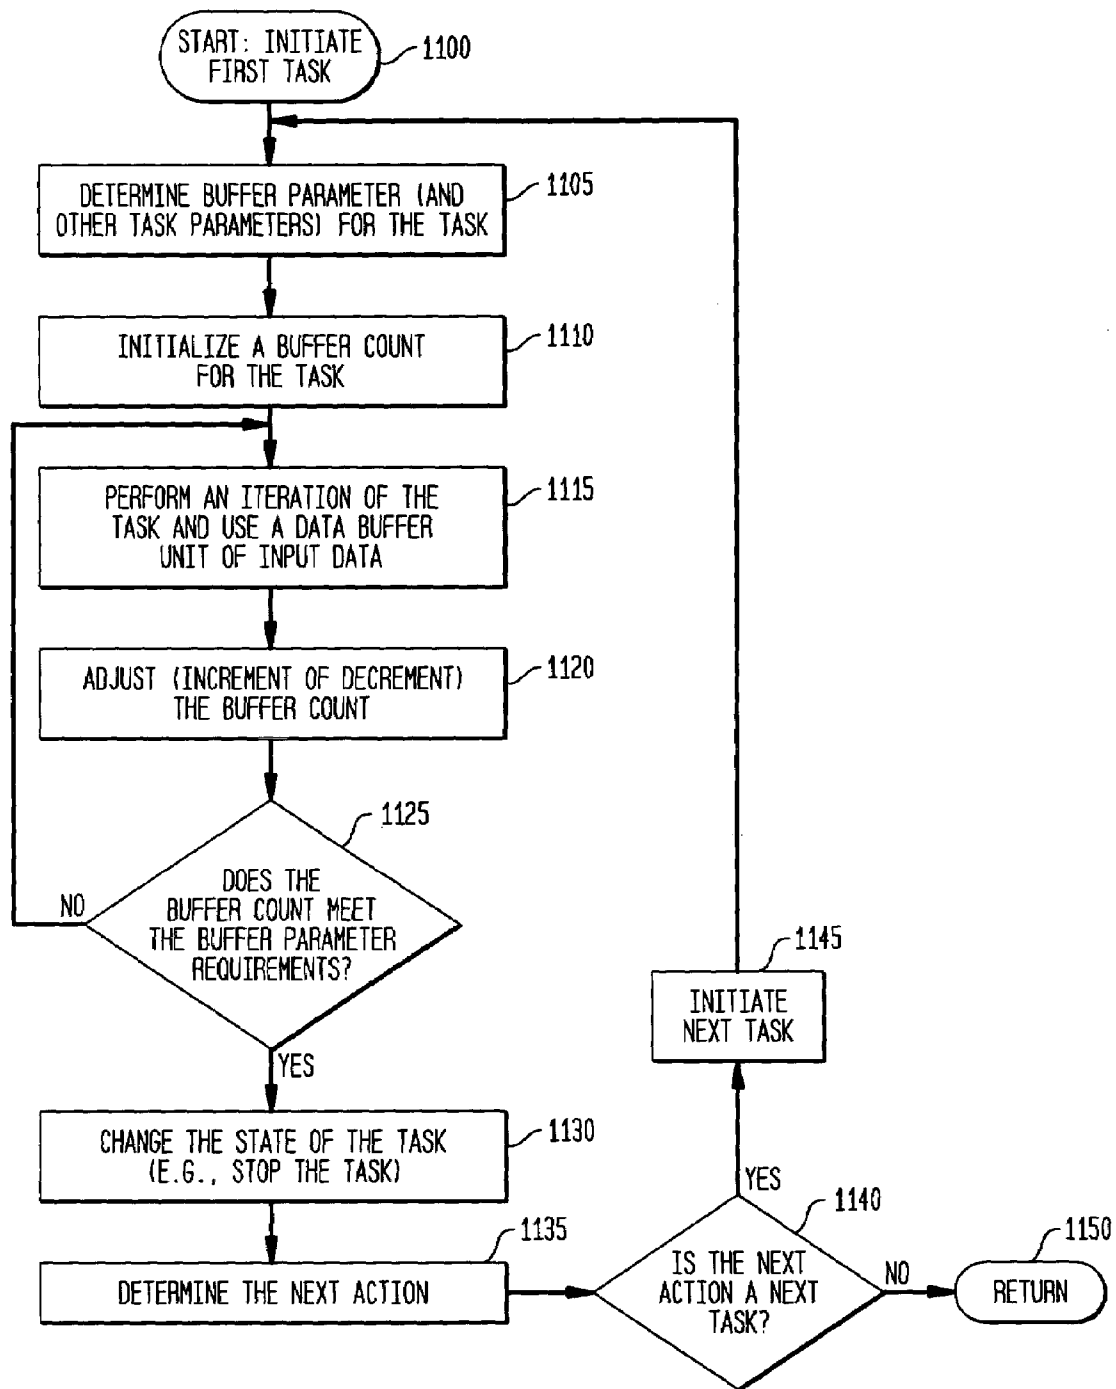 START: INITIATE
FIRST TASK
1100
DETERMINE BUFFER PARAMETER (AND
OTHER TASK PARAMETERS) FOR THE TASK
1105
INITIALIZE A BUFFER COUNT
FOR THE TASK
1110
PERFORM AN ITERATION OF THE
TASK AND USE A DATA BUFFER
UNIT OF INPUT DATA
1115
ADJUST (INCREMENT OF DECREMENT)
THE BUFFER COUNT
1120
1125
DOES THE
BUFFER COUNT MEET
THE BUFFER PARAMETER
REQUIREMENTS?
NO
YES
CHANGE THE STATE OF THE TASK
(E.G., STOP THE TASK)
1130
1135
DETERMINE THE NEXT ACTION
1140
IS THE NEXT
ACTION A NEXT
TASK?
YES
NO
1145
INITIATE
NEXT TASK
1150
RETURN